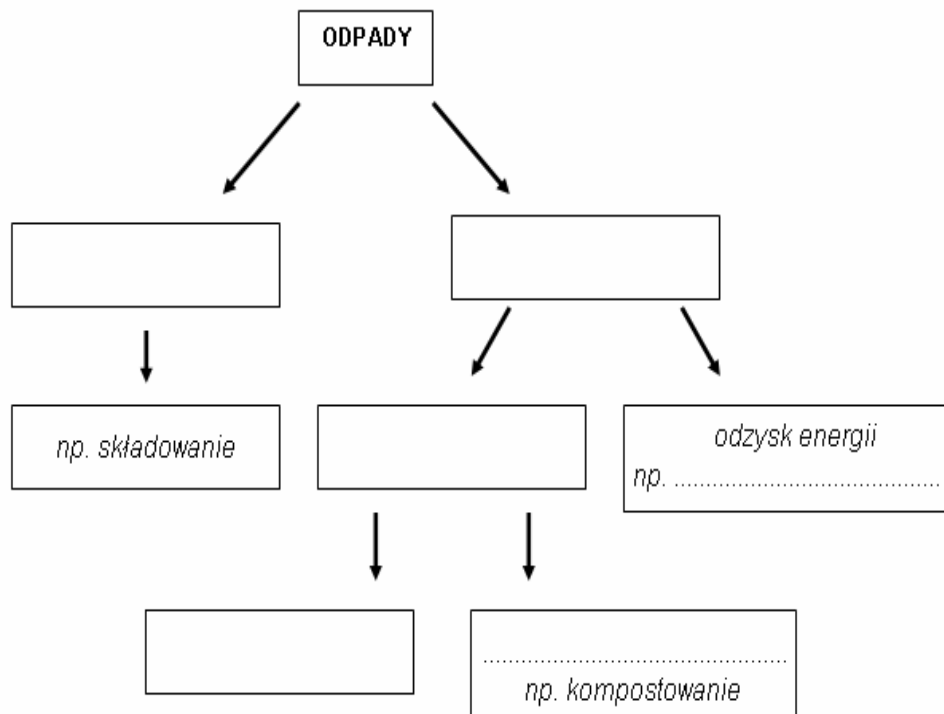 ODPADY
np. składowanie
odzysk energii
np. ..........................................
................................................
np. kompostowanie